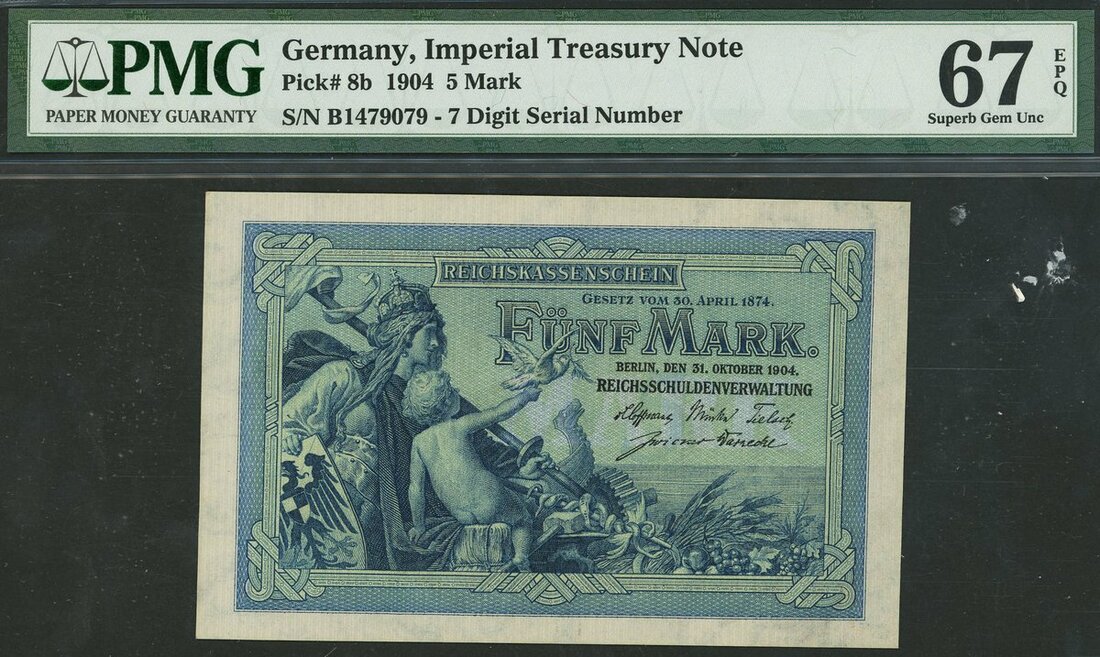 PMG
PAPER MONEY GUARANTY
Germany, Imperial Treasury Note
Pick# 8b 1904 5 Mark
S/N B1479079 - 7 Digit Serial Number
67
EPQ
Superb Gem Unc
REICHSKASSENSCHEIN
GESETZ VOM 30. APRIL 1874.
FÜNF MARK.
BERLIN, DEN 31. OKTOBER 1904.
REICHSSCHULDENVERWALTUNG